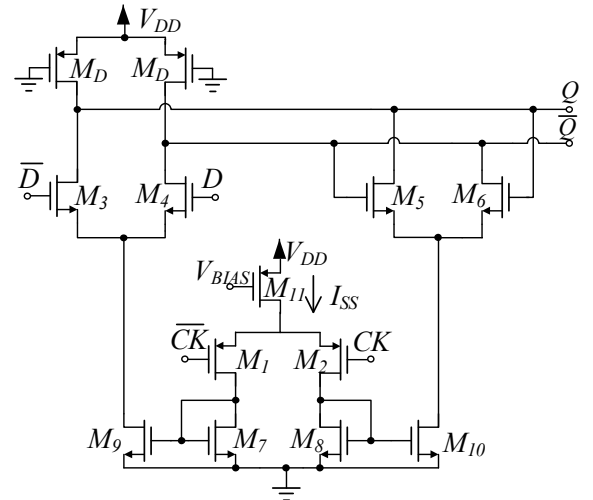 V_DD
M_D M_D
Q
Q̅
D̅ M_3 M_4 D
M_5 M_6
V_DD
V_BIAS M_11 I_SS
C̅K̅ M_1 M_2 CK
M_9 M_7 M_8 M_10